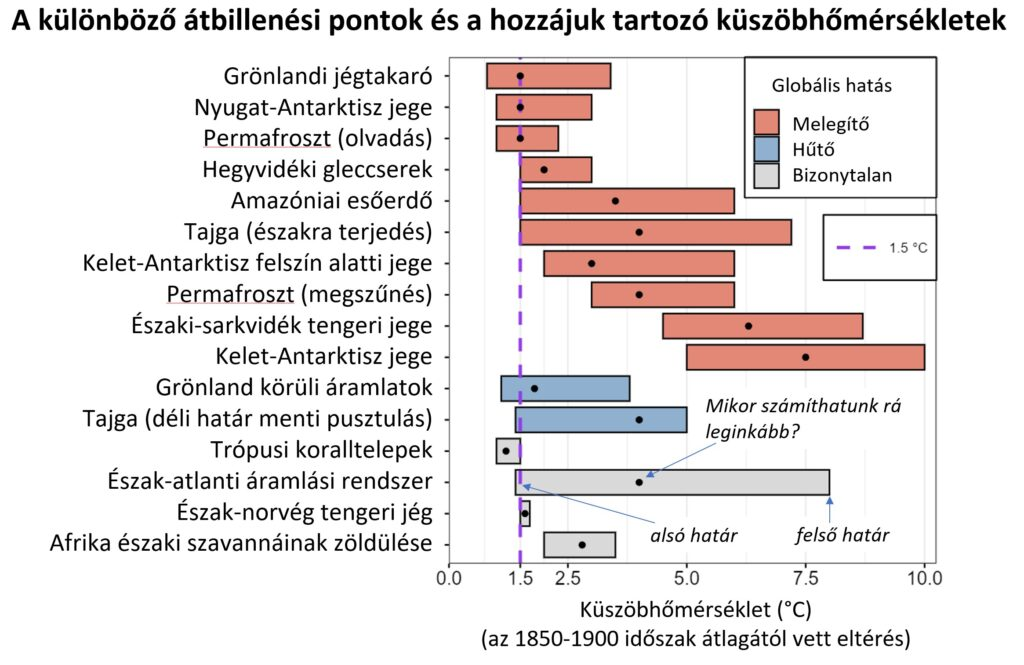 A különböző átbillenési pontok és a hozzájuk tartozó küszöbhőmérsékletek
Grönlandi jégtakaró
Nyugat-Antarktisz jege
Permafroszt (olvadás)
Hegyvidéki gleccserek
Amazóniai esőerdő
Tajga (északra terjedés)
Kelet-Antarktisz felszín alatti jege
Permafroszt (megszűnés)
Északi-sarkvidék tengeri jege
Kelet-Antarktisz jege
Grönland körüli áramlatok
Tajga (déli határ menti pusztulás)
Trópusi koralltelepek
Észak-atlanti áramlási rendszer
Észak-norvég tengeri jég
Afrika északi szavannáinak zöldülése
Globális hatás
Melegítő
Hűtő
Bizonytalan
1.5 °C
Mikor számíthatunk rá
leginkább?
alsó határ
felső határ
0.0 1.5 2.5 5.0 7.5 10.0
Küszöbhőmérséklet (°C)
(az 1850-1900 időszak átlagától vett eltérés)